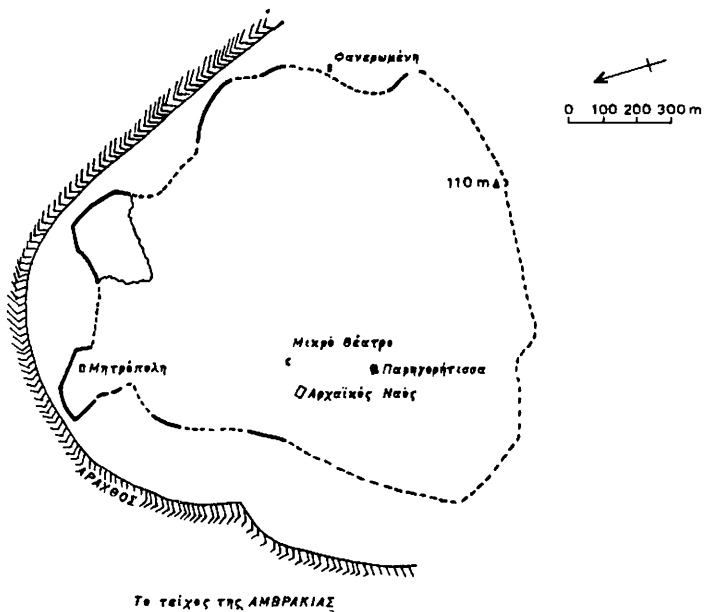 Φανερωμένη
0 100 200 300 m
110 m
Μικρό θέατρο
Παρηγορήτισσα
Μητρόπολη
Αρχαϊκός Ναός
ΑΡΑΧΘΟΣ
Το τείχος της ΑΜΒΡΑΚΙΑΣ